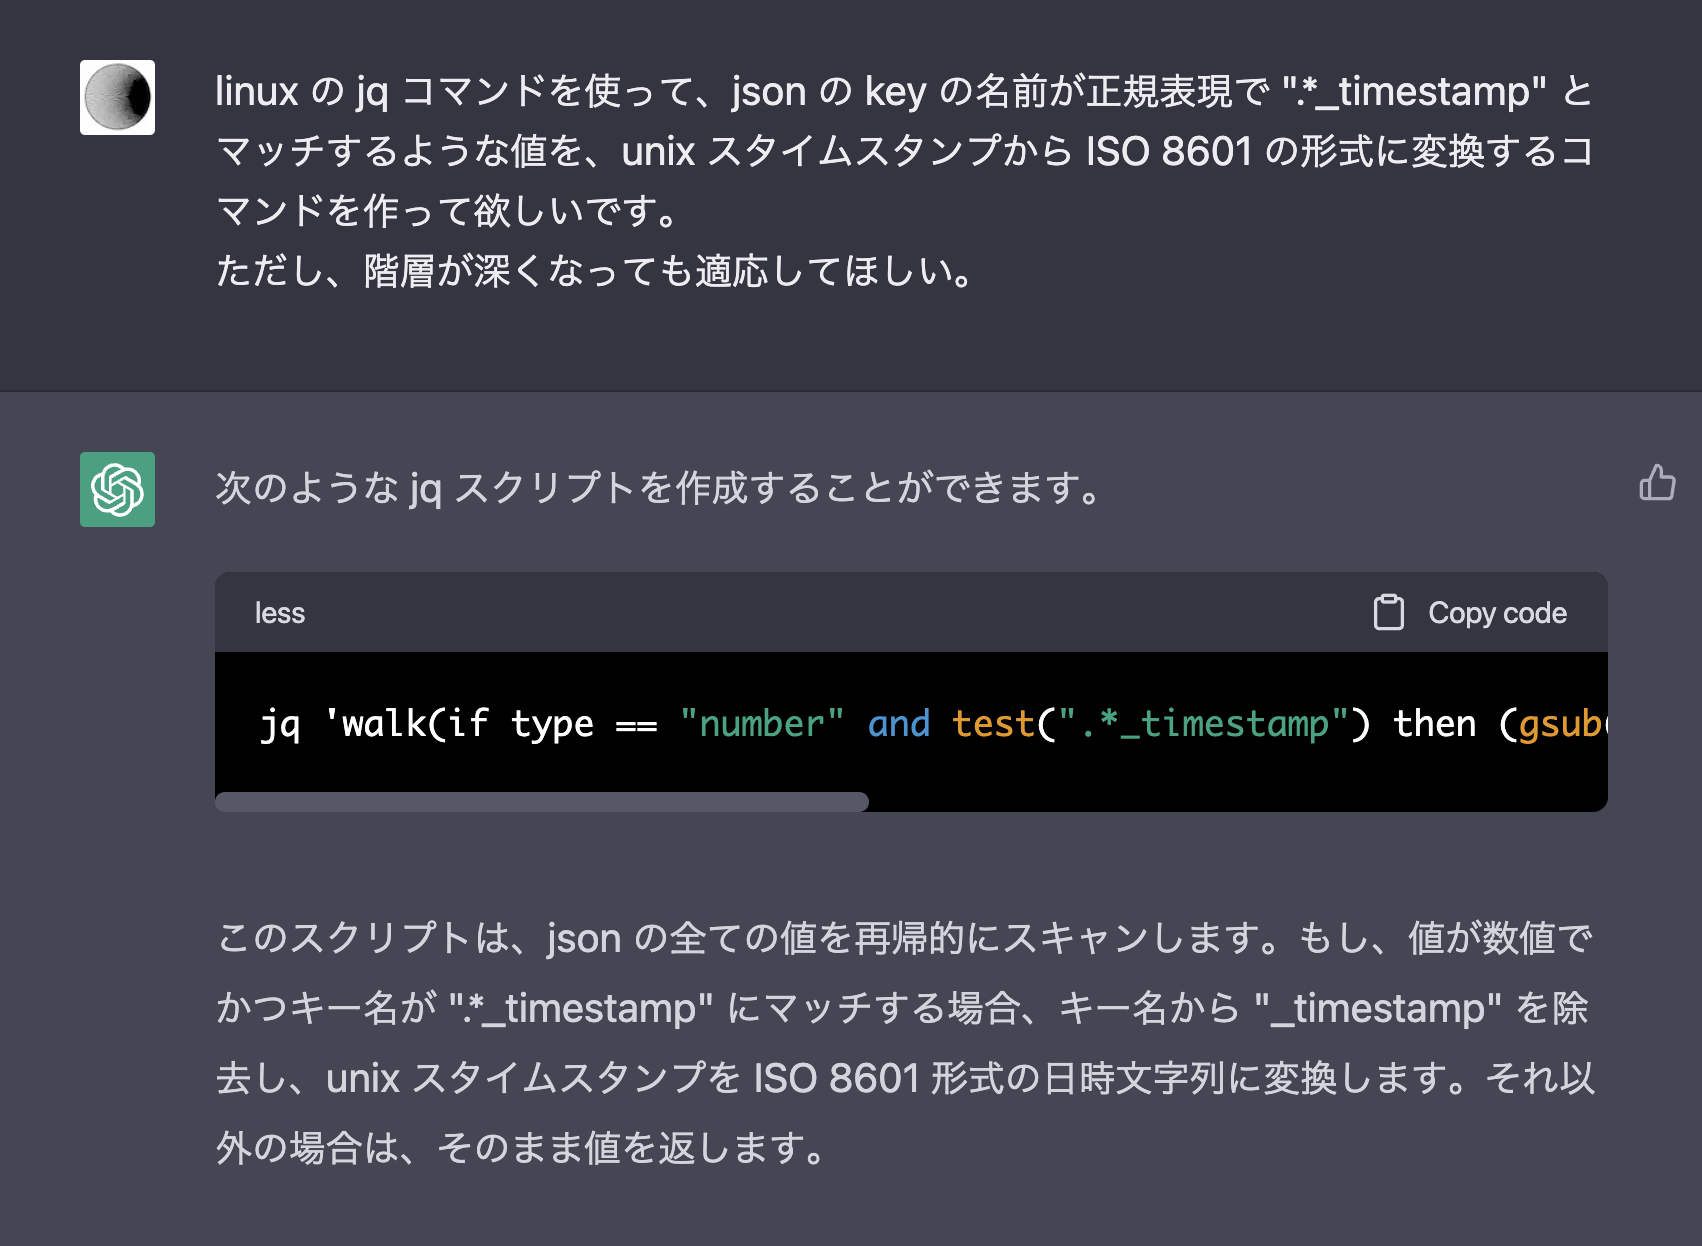 linux の jq コマンドを使って、json の key の名前が正規表現で ".*_timestamp" と
マッチするような値を、unix スタイムスタンプから ISO 8601 の形式に変換するコ
マンドを作って欲しいです。
ただし、階層が深くなっても適応してほしい。
次のような jq スクリプトを作成することができます。
less
Copy code
jq 'walk(if type == "number" and test(".*_timestamp") then (gsub(
このスクリプトは、json の全ての値を再帰的にスキャンします。もし、値が数値で
かつキー名が ".*_timestamp" にマッチする場合、キー名から "_timestamp" を除
去し、unix スタイムスタンプを ISO 8601 形式の日時文字列に変換します。それ以
外の場合は、そのまま値を返します。